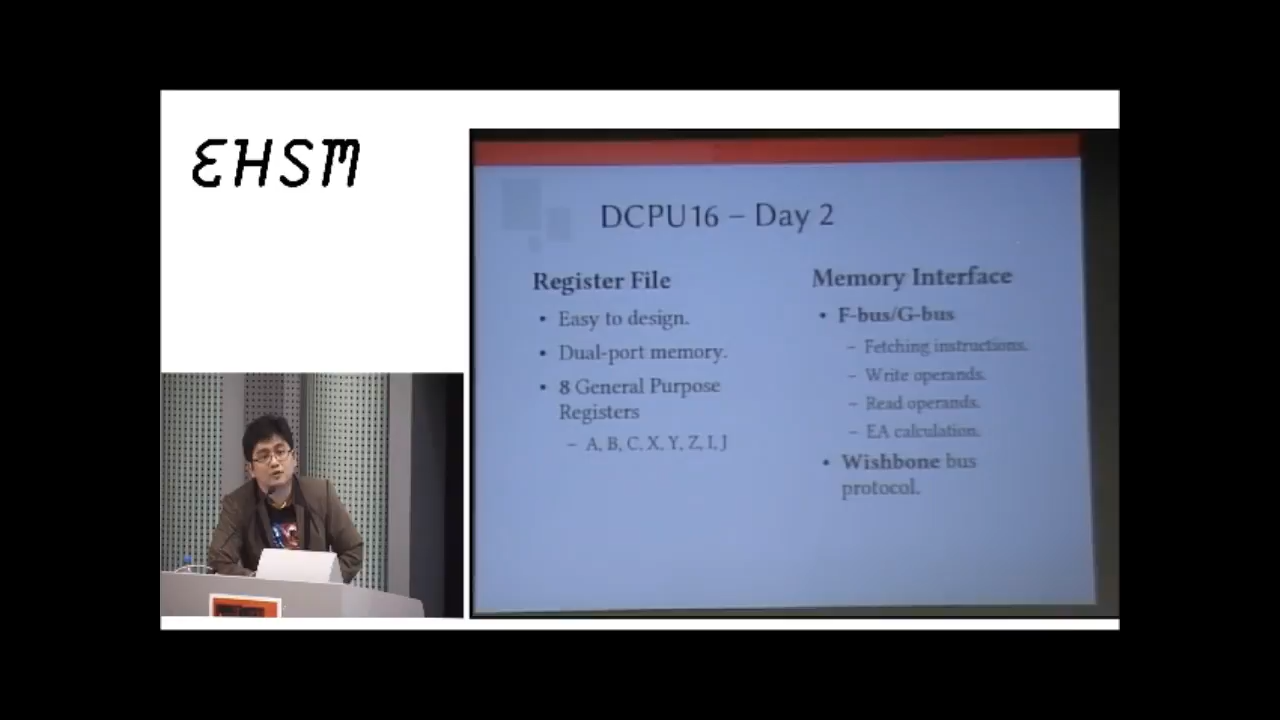 EHSM
DCPU16 – Day 2
Register File
• Easy to design.
• Dual-port memory.
• 8 General Purpose
Registers
– A, B, C, X, Y, Z, I, J
Memory Interface
• F-bus/G-bus
– Fetching instructions.
– Write operands.
– Read operands.
– EA calculation.
• Wishbone bus
protocol.